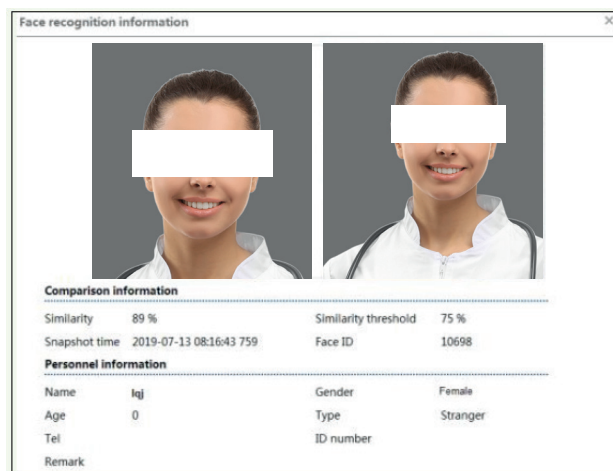 Face recognition information
Comparison information
Similarity 89 % Similarity threshold 75 %
Snapshot time 2019-07-13 08:16:43 759 Face ID 10698
Personnel information
Name lqj Gender Female
Age 0 Type Stranger
Tel ID number
Remark